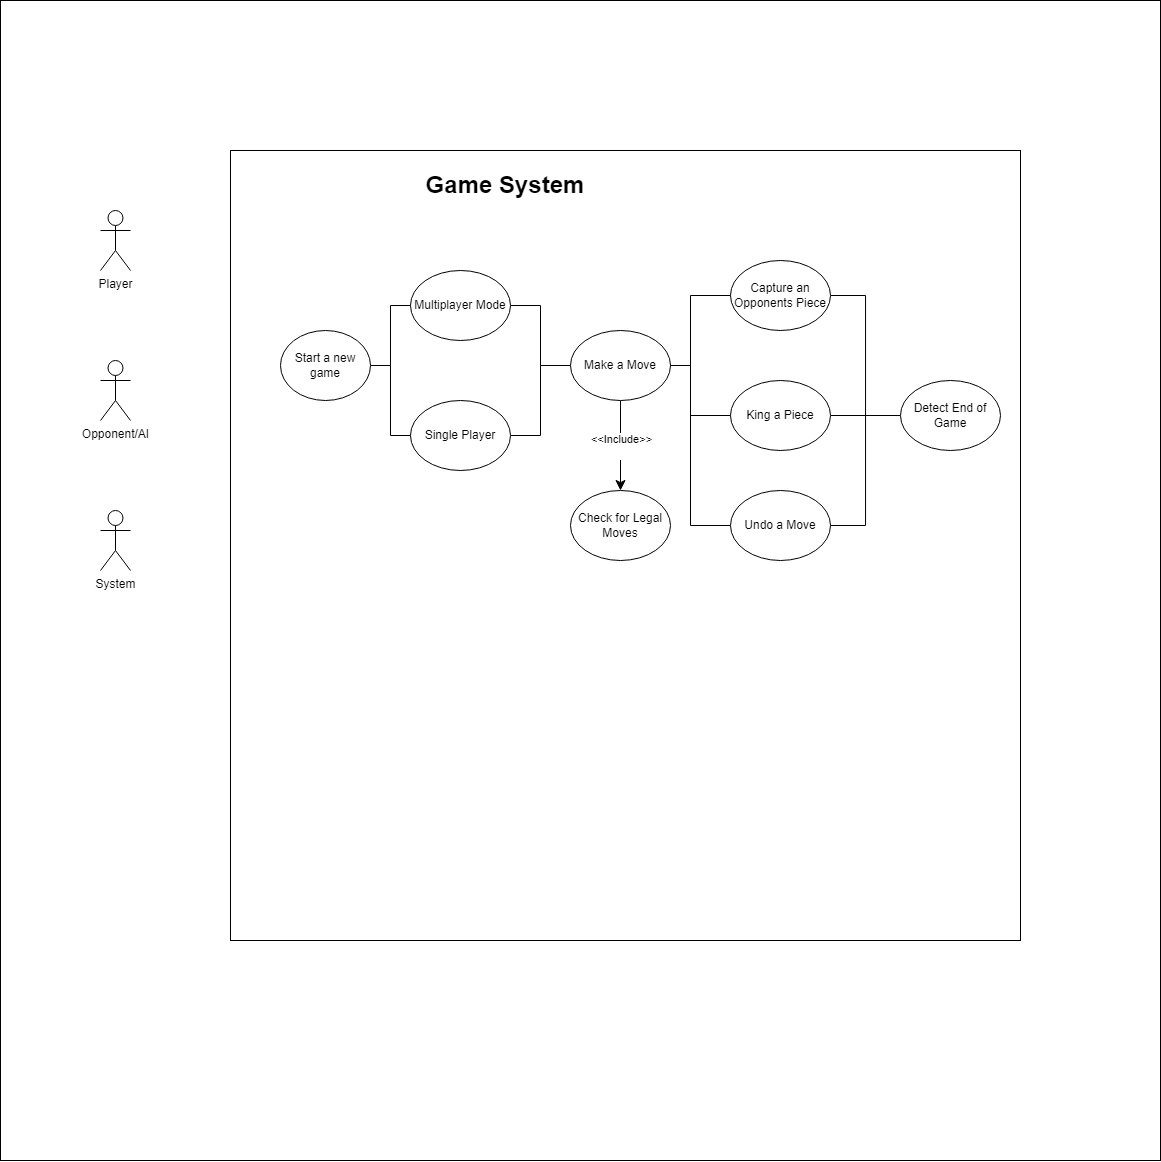 Game System
Player
Opponent/AI
System
Start a new
game
Multiplayer Mode
Single Player
Make a Move
<<Include>>
Check for Legal
Moves
Capture an
Opponents Piece
King a Piece
Undo a Move
Detect End of
Game